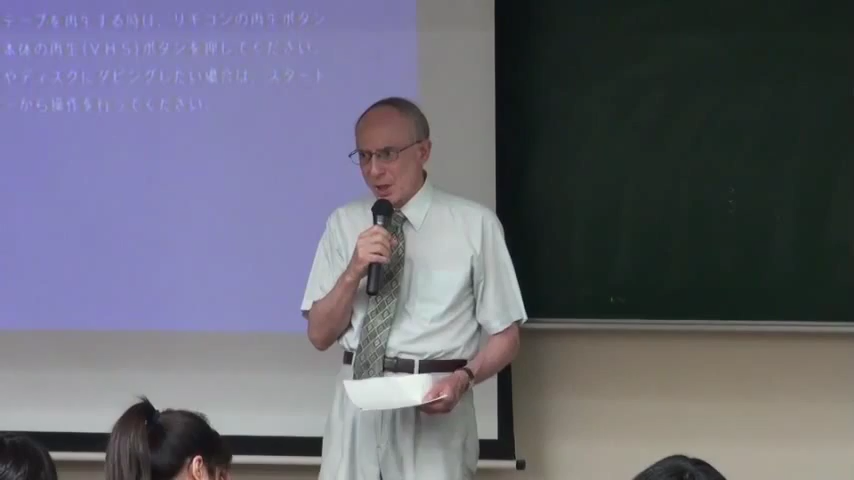 テープを再生する時は、リモコンの再生ボタン
本体の再生(VHS)ボタンを押してください。
やディスクにダビングしたい場合は、スタート
ーから操作を行ってください。